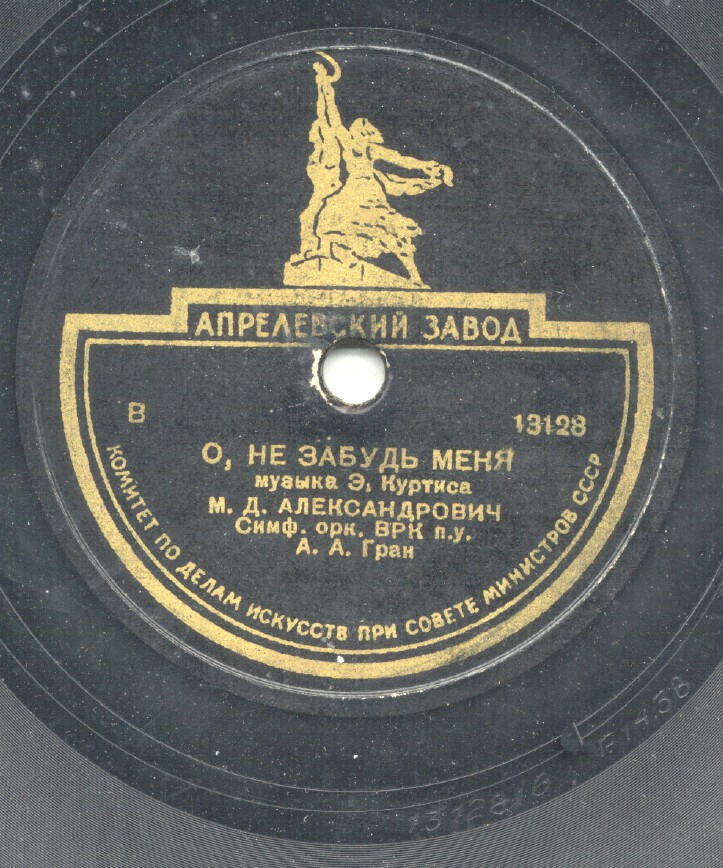 АПРЕЛЕВСКИЙ ЗАВОД
В 13128
О, НЕ ЗАБУДЬ МЕНЯ
музыка Э. Куртиса
М. Д. АЛЕКСАНДРОВИЧ
Симф. орк. ВРК п.у.
А. А. Гран
КОМИТЕТ ПО ДЕЛАМ ИСКУССТВ ПРИ СОВЕТЕ МИНИСТРОВ СССР